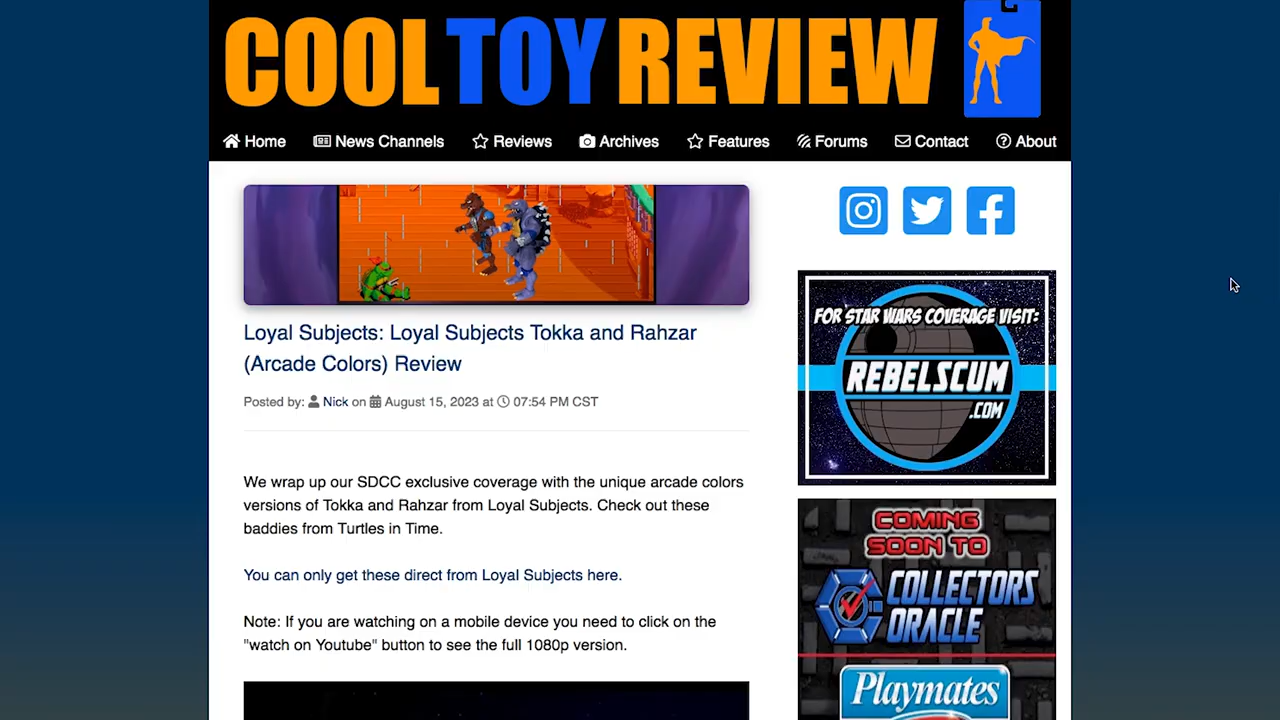 COOL TOY REVIEW
Home News Channels Reviews Archives Features Forums Contact About
Loyal Subjects: Loyal Subjects Tokka and Rahzar
(Arcade Colors) Review
Posted by: Nick on August 15, 2023 at 07:54 PM CST
We wrap up our SDCC exclusive coverage with the unique arcade colors
versions of Tokka and Rahzar from Loyal Subjects. Check out these
baddies from Turtles in Time.
You can only get these direct from Loyal Subjects here.
Note: If you are watching on a mobile device you need to click on the
"watch on Youtube" button to see the full 1080p version.
FOR STAR WARS COVERAGE VISIT:
REBELSCUM
.COM
COMING
SOON TO
COLLECTORS
ORACLE
Playmates